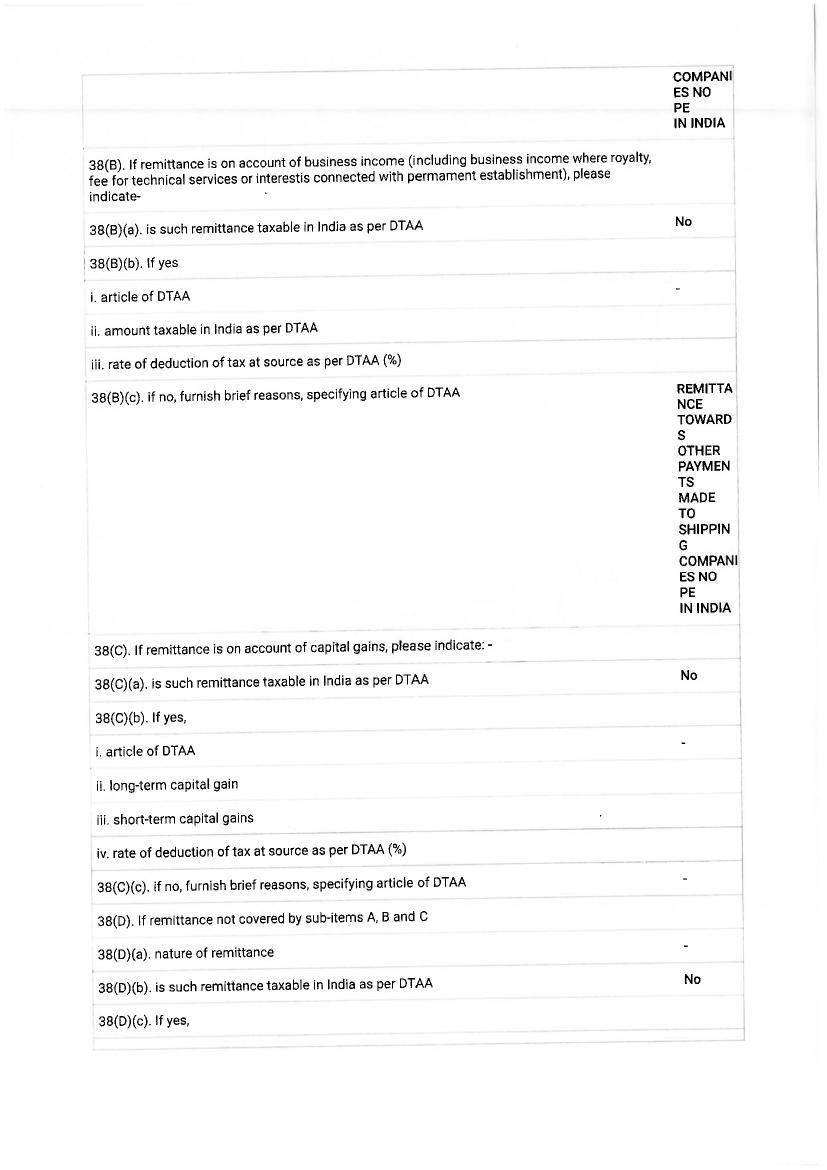 COMPANI
ES NO
PE
IN INDIA
38(B). If remittance is on account of business income (including business income where royalty,
fee for technical services or interestis connected with permament establishment), please
indicate-
38(B)(a). is such remittance taxable in India as per DTAA No
38(B)(b). If yes
i. article of DTAA -
ii. amount taxable in India as per DTAA
iii. rate of deduction of tax at source as per DTAA (%)
38(B)(c). if no, furnish brief reasons, specifying article of DTAA REMITTA
NCE
TOWARD
S
OTHER
PAYMEN
TS
MADE
TO
SHIPPIN
G
COMPANI
ES NO
PE
IN INDIA
38(C). If remittance is on account of capital gains, please indicate: -
38(C)(a). is such remittance taxable in India as per DTAA No
38(C)(b). If yes,
i. article of DTAA -
ii. long-term capital gain
iii. short-term capital gains
iv. rate of deduction of tax at source as per DTAA (%)
38(C)(c). if no, furnish brief reasons, specifying article of DTAA -
38(D). If remittance not covered by sub-items A, B and C
38(D)(a). nature of remittance -
38(D)(b). is such remittance taxable in India as per DTAA No
38(D)(c). If yes,